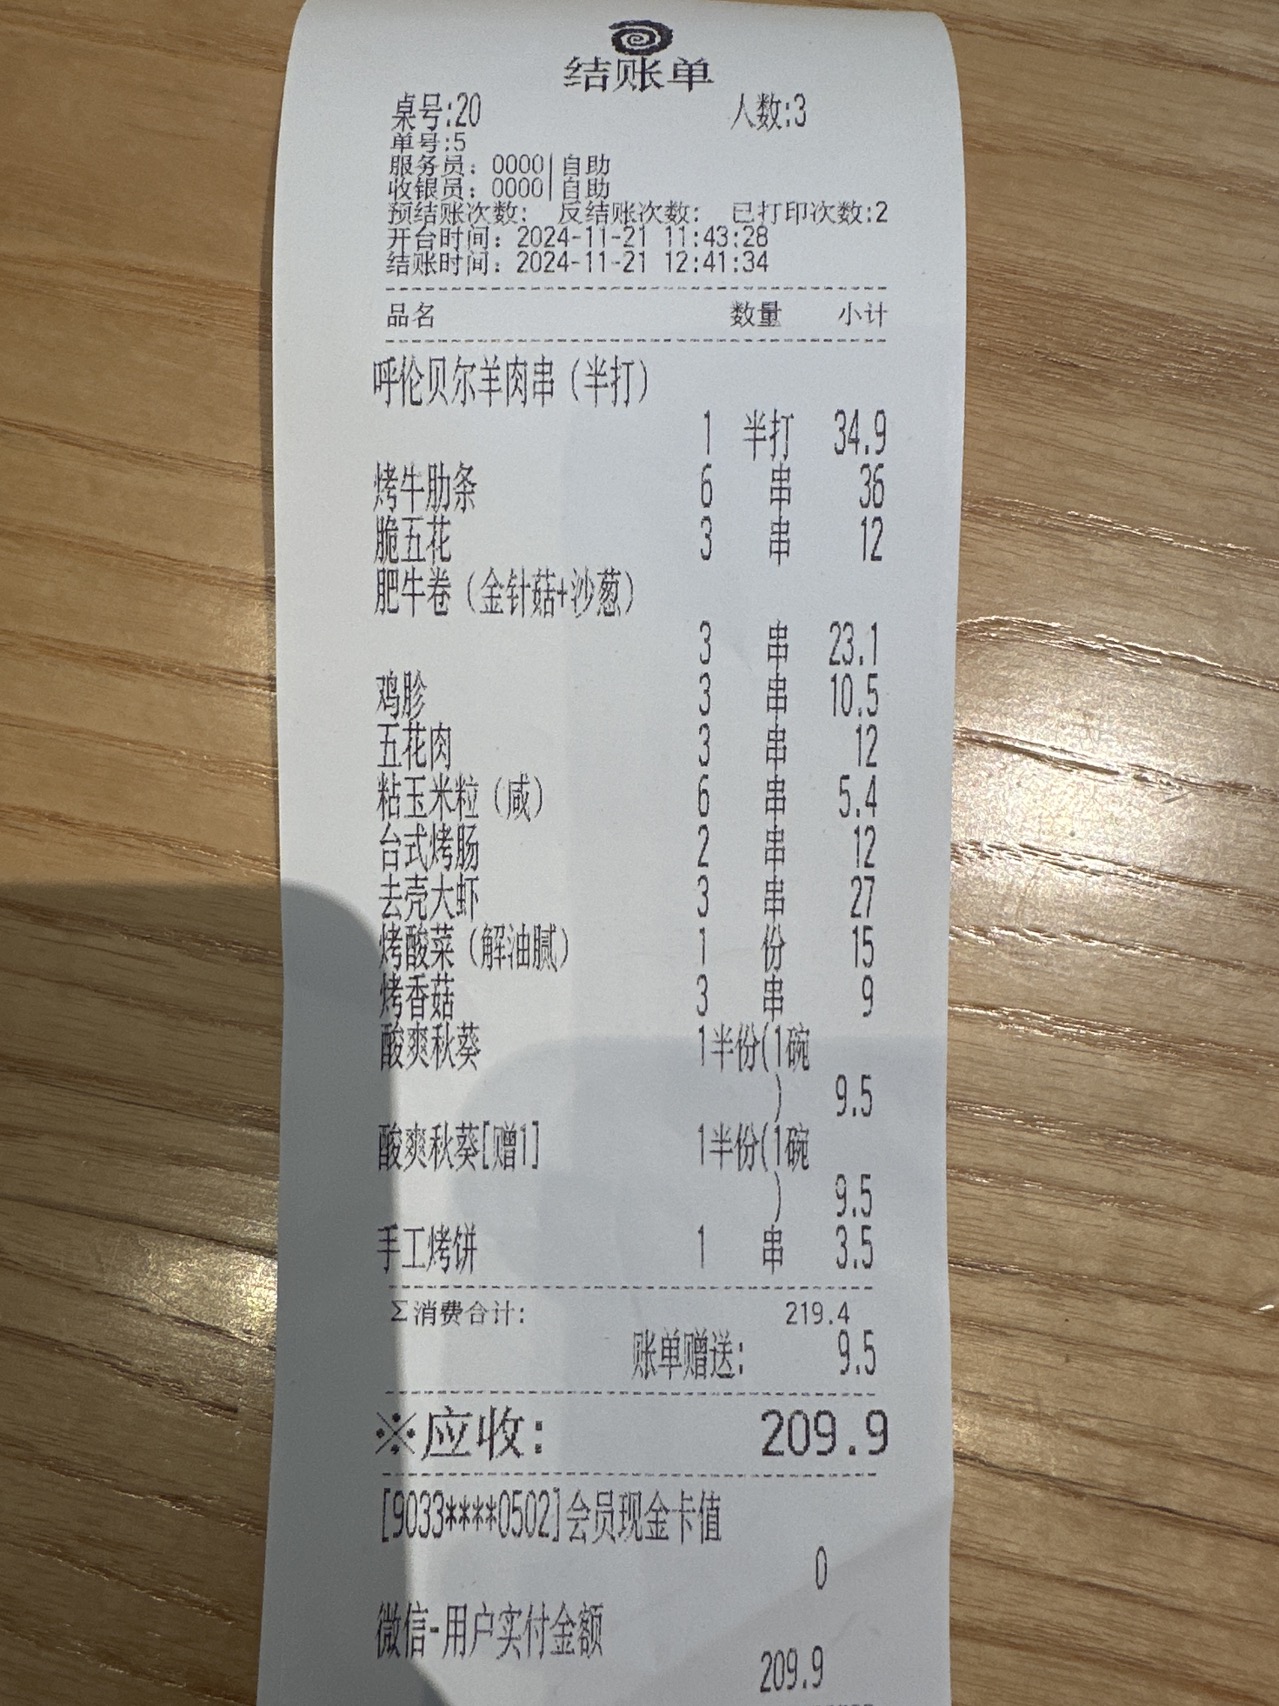 结账单
桌号:20 人数:3
单号:5
服务员: 0000|自助
收银员: 0000|自助
预结账次数: 反结账次数: 已打印次数:2
开台时间: 2024-11-21 11:43:28
结账时间: 2024-11-21 12:41:34
品名 数量 小计
呼伦贝尔羊肉串(半打)
1 半打 34.9
烤牛肋条 6 串 36
脆五花 3 串 12
肥牛卷(金针菇+沙葱)
3 串 23.1
鸡胗 3 串 10.5
五花肉 3 串 12
粘玉米粒(咸) 6 串 5.4
台式烤肠 2 串 12
去壳大虾 3 串 27
烤酸菜(解油腻) 1 份 15
烤香菇 3 串 9
酸爽秋葵 1半份(1碗
) 9.5
酸爽秋葵[赠1] 1半份(1碗
) 9.5
手工烤饼 1 串 3.5
Σ消费合计: 219.4
账单赠送: 9.5
※应收: 209.9
[9033****0502]会员现金卡值
0
微信-用户实付金额
209.9